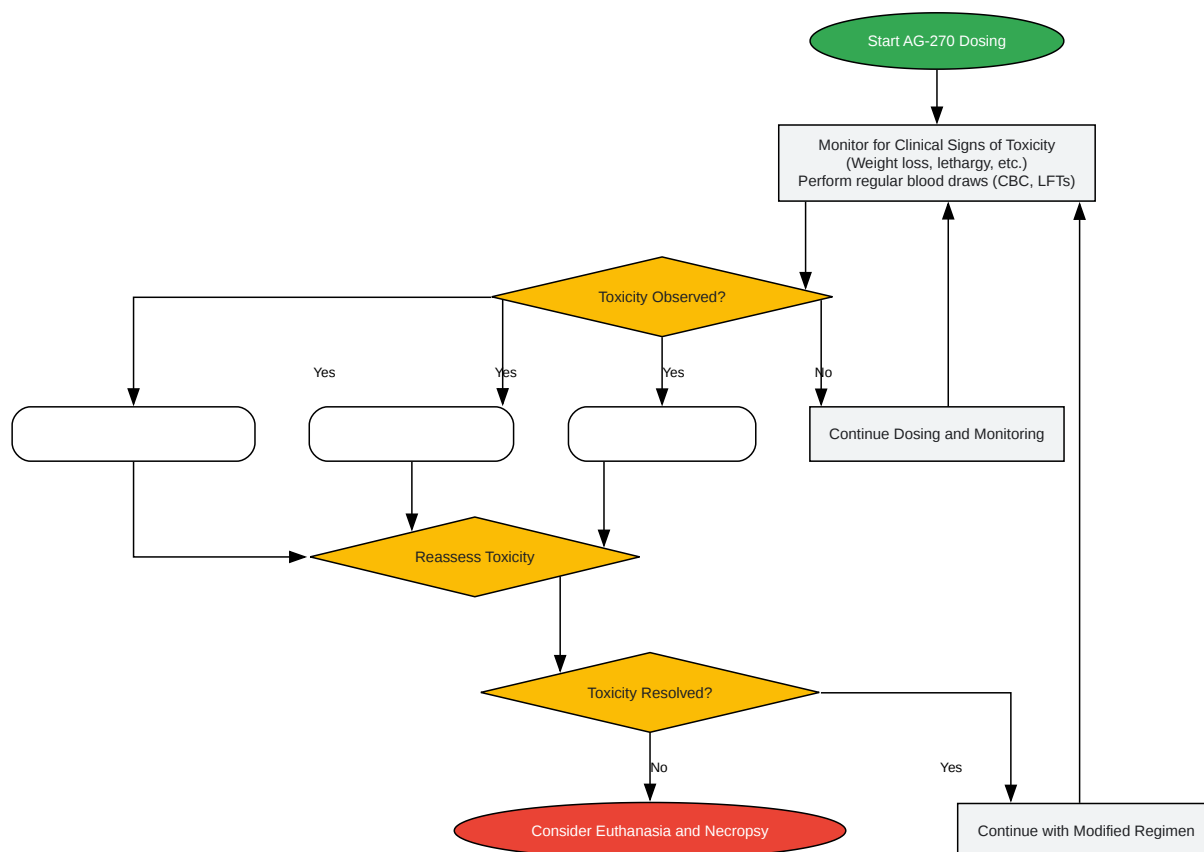 Start AG-270 Dosing
Monitor for Clinical Signs of Toxicity
(Weight loss, lethargy, etc.)
Perform regular blood draws (CBC, LFTs)
Toxicity Observed?
Yes
Yes
Yes
No
Continue Dosing and Monitoring
Reassess Toxicity
Toxicity Resolved?
No
Yes
Consider Euthanasia and Necropsy
Continue with Modified Regimen